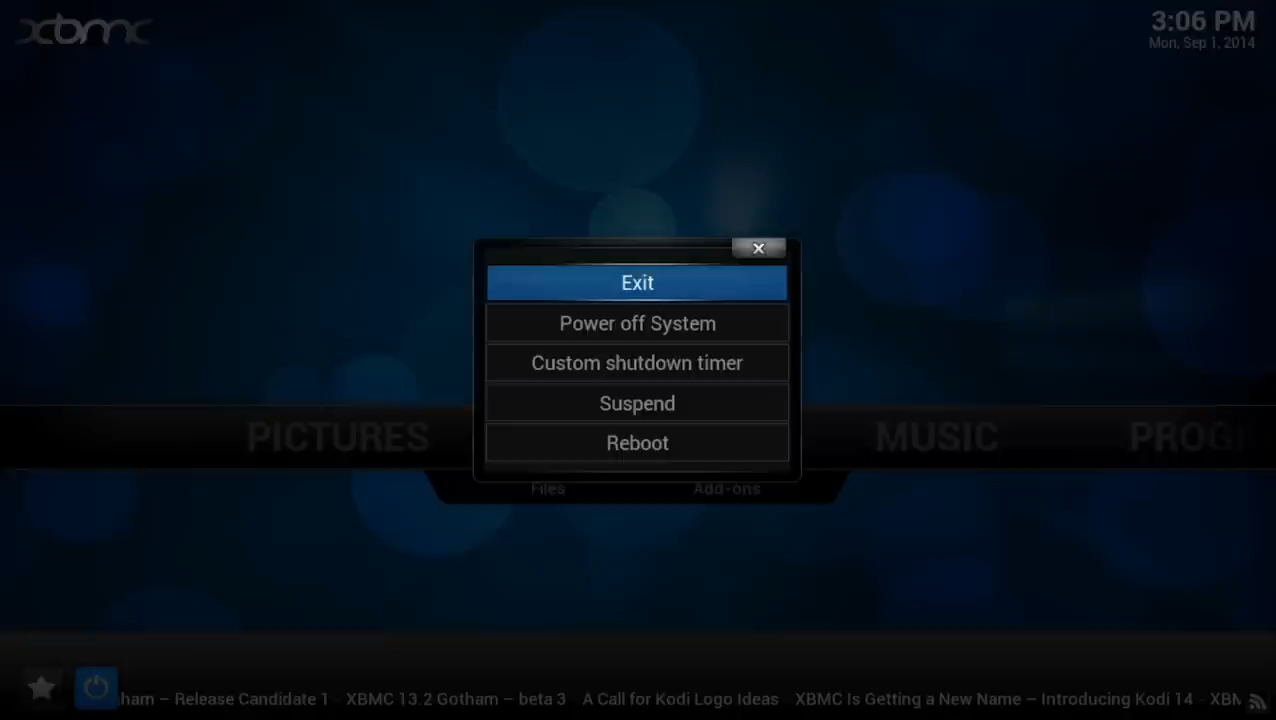 xbmc
3:06 PM
Mon, Sep 1, 2014
Exit
Power off System
Custom shutdown timer
Suspend
Reboot
PICTURES
MUSIC
PROG
Files
Add-ons
ham – Release Candidate 1 - XBMC 13.2 Gotham – beta 3 - A Call for Kodi Logo Ideas - XBMC Is Getting a New Name – Introducing Kodi 14 - XBM